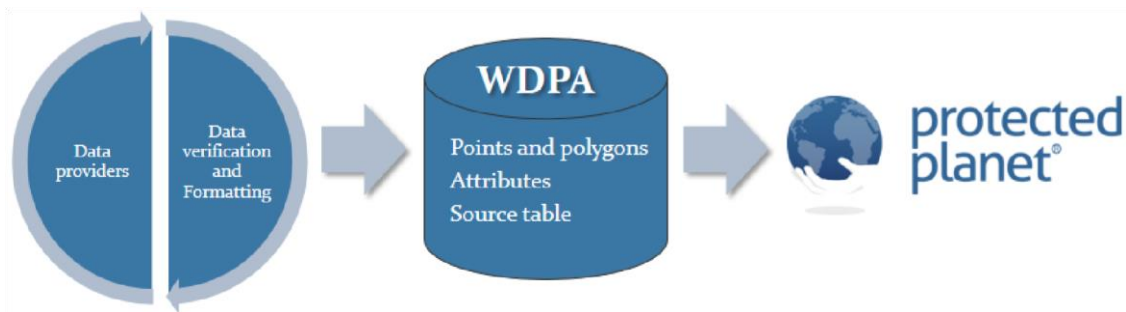 Data
providers
Data
verification
and
Formatting
WDPA
Points and polygons
Attributes
Source table
protected
planet®